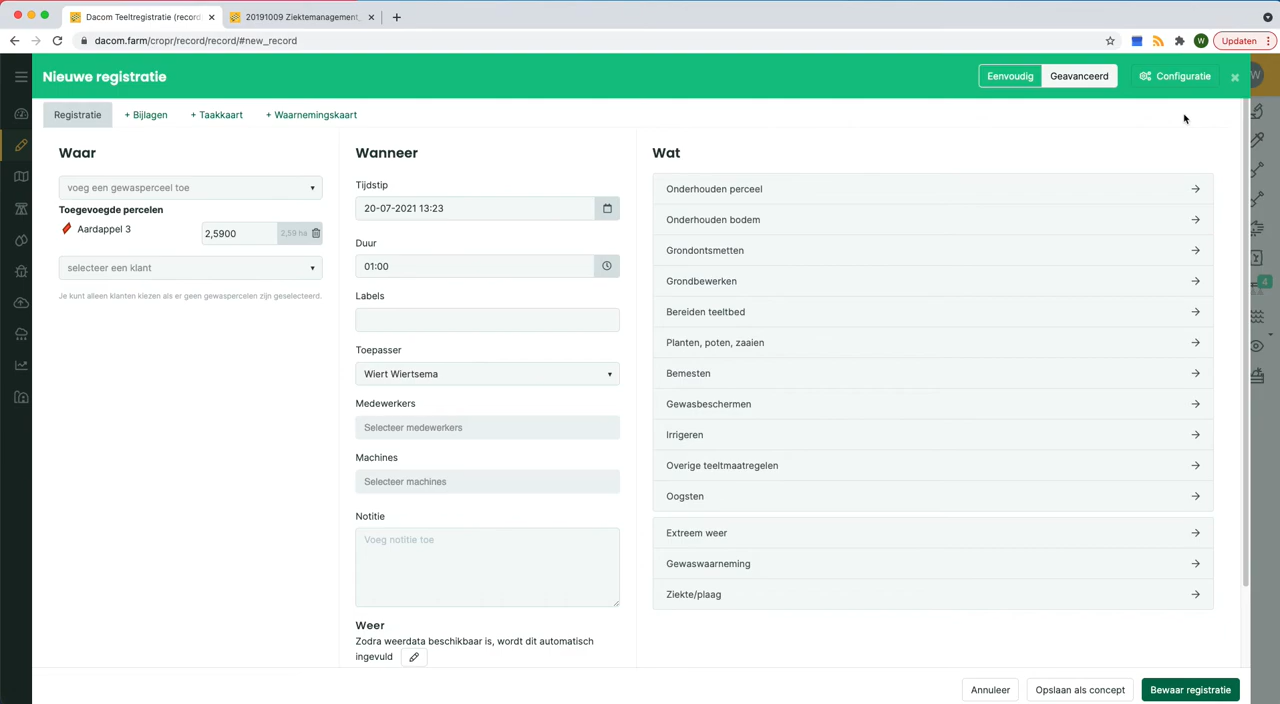 Dacom Teeltregistratie (record
20191009 Ziektemanagement_
dacom.farm/cropr/record/record/#new_record
W
Updaten
Nieuwe registratie
Eenvoudig
Geavanceerd
Configuratie
W
Registratie
+ Bijlagen
+ Taakkaart
+ Waarnemingskaart
Waar
voeg een gewasperceel toe
Toegevoegde percelen
Aardappel 3
2,5900
2,59 ha
selecteer een klant
Je kunt alleen klanten kiezen als er geen gewaspercelen zijn geselecteerd.
Wanneer
Tijdstip
20-07-2021 13:23
Duur
01:00
Labels
Toepasser
Wiert Wiertsema
Medewerkers
Selecteer medewerkers
Machines
Selecteer machines
Notitie
Voeg notitie toe
Weer
Zodra weerdata beschikbaar is, wordt dit automatisch
ingevuld
Wat
Onderhouden perceel
Onderhouden bodem
Grondontsmetten
Grondbewerken
Bereiden teeltbed
Planten, poten, zaaien
Bemesten
Gewasbeschermen
Irrigeren
Overige teeltmaatregelen
Oogsten
Extreem weer
Gewaswaarneming
Ziekte/plaag
4
Annuleer
Opslaan als concept
Bewaar registratie